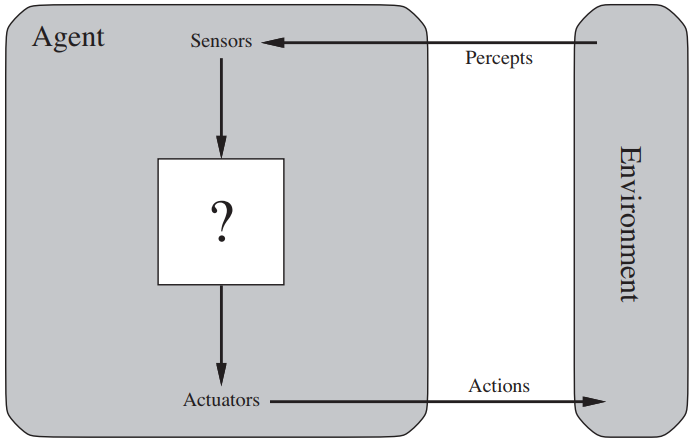 Agent
Sensors
Percepts
?
Environment
Actuators
Actions